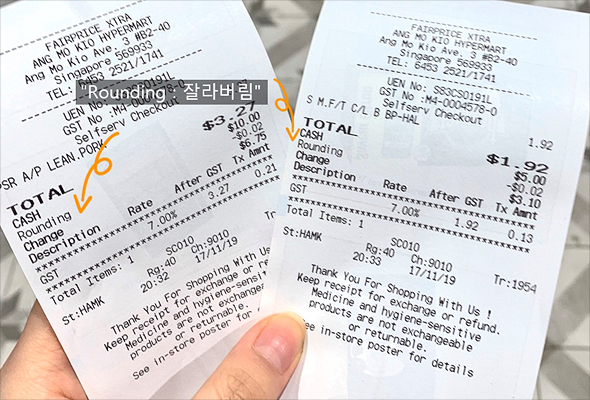 FAIRPRICE XTRA
ANG MO KIO HYPERMART
Ang Mo Kio Ave. 3 #B2-40
Singapore 569933
TEL: 6453 2521/1741
UEN No: S83CS0191L
GST No :M4-0004578-0
Selfserv Checkout
PSR A/P LEAN.PORK
TOTAL $3.27
CASH $10.00
Rounding $0.02
Change $6.75
Description Rate After GST Tx Amnt
GST 7.00% 3.27 0.21
Total Items: 1
SC010
Rg:40 Ch:9010
St:HAMK 20:32 17/11/19
Thank You For Shopping With Us !
Keep receipt for exchange or refund.
Medicine and hygiene-sensitive
products are not exchangeable
or returnable.
See in-store poster for
"Rounding : 잘라버림"
FAIRPRICE XTRA
ANG MO KIO HYPERMART
Ang Mo Kio Ave. 3 #B2-40
Singapore 569933
TEL: 6453 2521/1741
UEN No: S83CS0191L
GST No :M4-0004578-0
Selfserv Checkout
S M.F/T C/L B BP-HAL 1.92
TOTAL $1.92
CASH $5.00
Rounding -$0.02
Change $3.10
Description Rate After GST Tx Amnt
GST 7.00% 1.92 0.13
Total Items: 1
SC010
Rg:40 Ch:9010 Tr:1954
St:HAMK 20:33 17/11/19
Thank You For Shopping With Us !
Keep receipt for exchange or refund.
Medicine and hygiene-sensitive
products are not exchangeable
or returnable.
See in-store poster for details